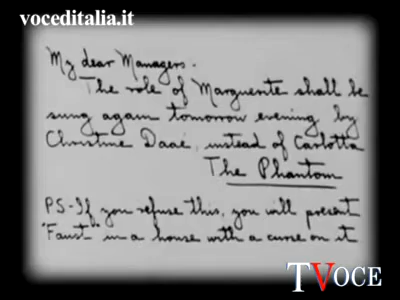 voceditalia.it
My dear Managers.
The role of Marguerite shall be
sung again tomorrow evening by
Christine Daaé, instead of Carlotta
The Phantom
PS-If you refuse this, you will present
"Faust" in a house with a curse on it
TVOCE